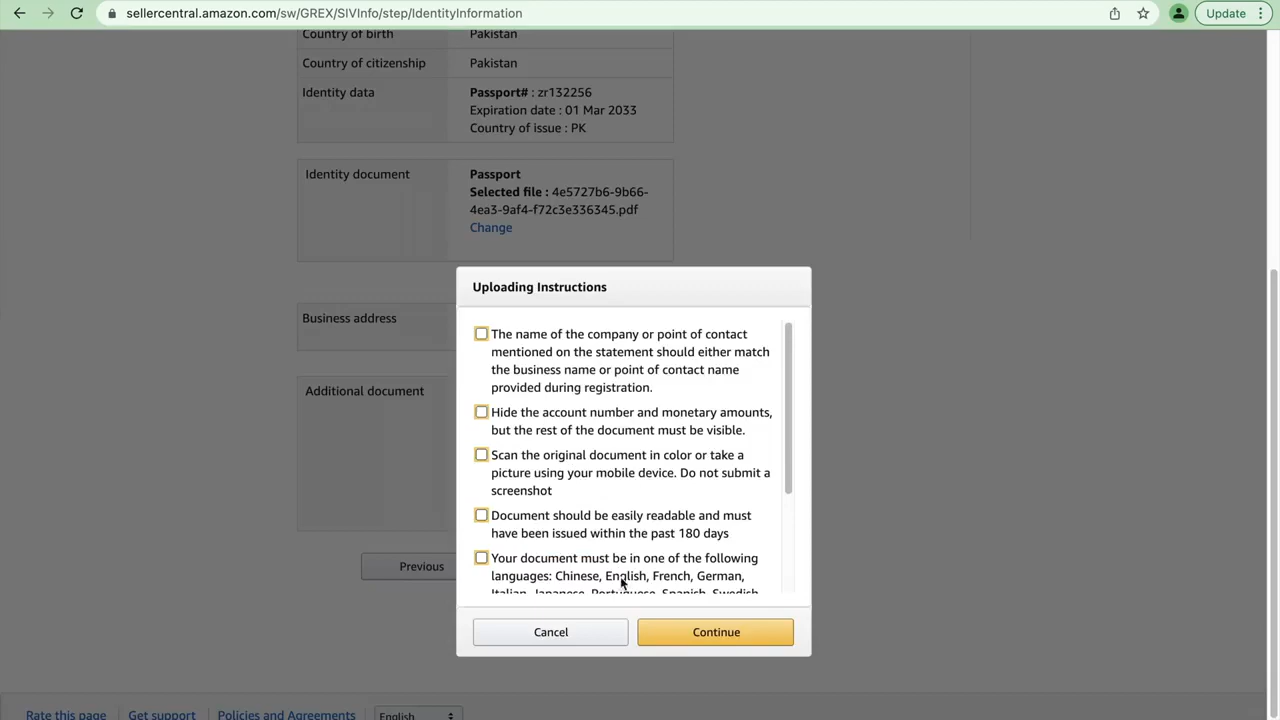 sellercentral.amazon.com/sw/GREX/SIVInfo/step/IdentityInformation
Update
Country of birth Pakistan
Country of citizenship Pakistan
Identity data Passport# : zr132256
Expiration date : 01 Mar 2033
Country of issue : PK
Identity document Passport
Selected file : 4e5727b6-9b66-
4ea3-9af4-f72c3e336345.pdf
Change
Business address
Additional document
Previous
Uploading Instructions
The name of the company or point of contact
mentioned on the statement should either match
the business name or point of contact name
provided during registration.
Hide the account number and monetary amounts,
but the rest of the document must be visible.
Scan the original document in color or take a
picture using your mobile device. Do not submit a
screenshot
Document should be easily readable and must
have been issued within the past 180 days
Your document must be in one of the following
languages: Chinese, English, French, German,
Italian, Japanese, Portuguese, Spanish, Swedish
Cancel Continue
Rate this page Get support Policies and Agreements English